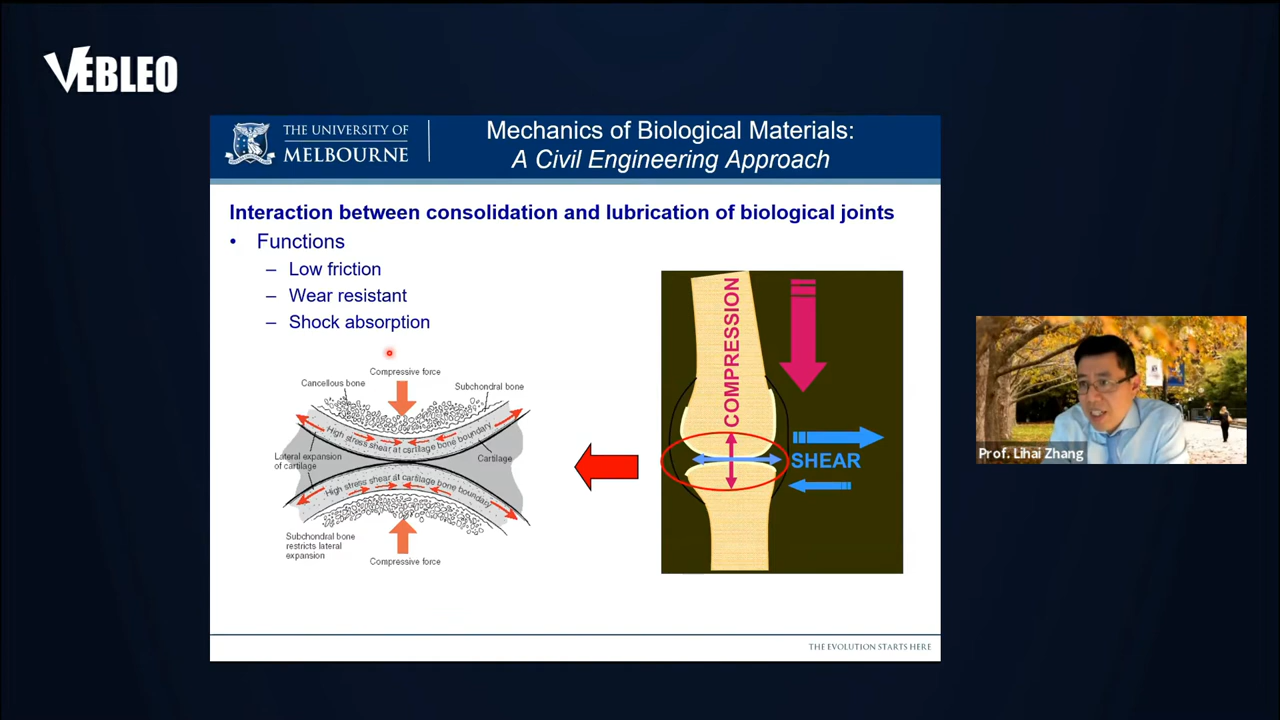 VEBLEO
THE UNIVERSITY OF
MELBOURNE
Mechanics of Biological Materials:
A Civil Engineering Approach
Interaction between consolidation and lubrication of biological joints
• Functions
– Low friction
– Wear resistant
– Shock absorption
Compressive force
Cancellous bone
Subchondral bone
High stress shear at cartilage bone boundary
Lateral expansion
of cartilage
Cartilage
High stress shear at cartilage bone boundary
Subchondral bone
restricts lateral
expansion
Compressive force
COMPRESSION
SHEAR
Prof. Lihai Zhang
THE EVOLUTION STARTS HERE